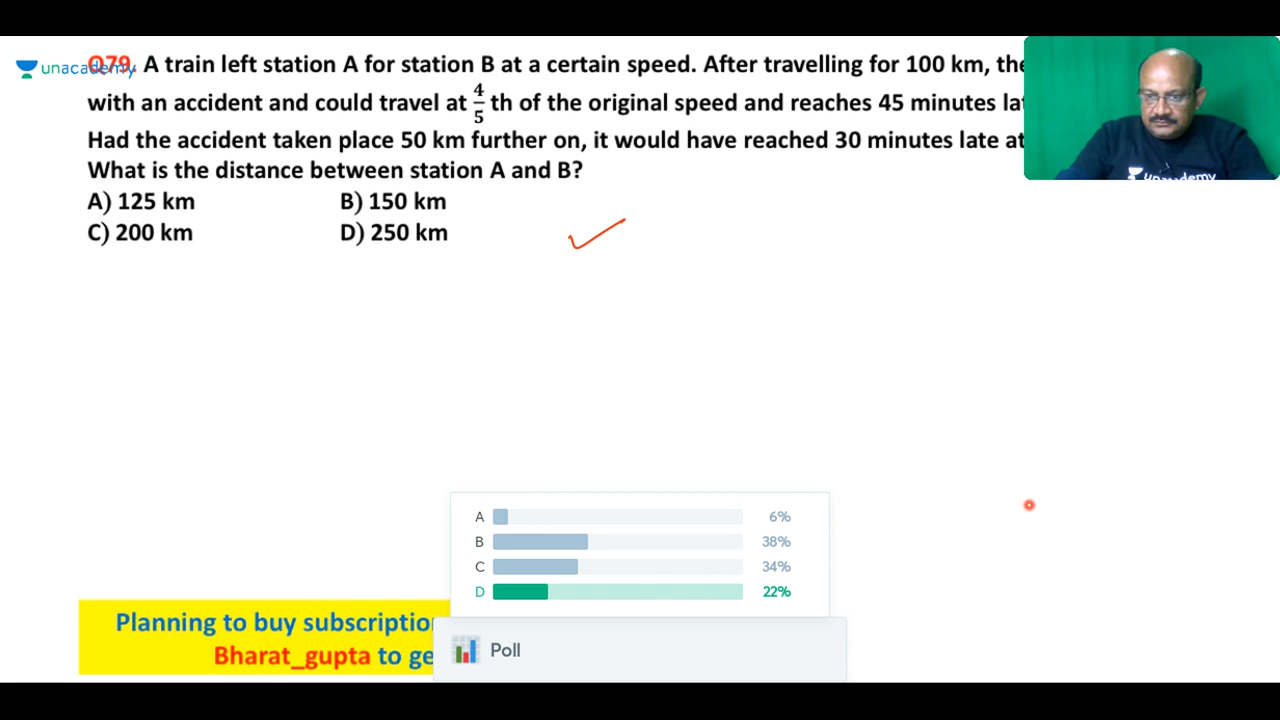 unacademy
Q79. A train left station A for station B at a certain speed. After travelling for 100 km, the
with an accident and could travel at 4/5 th of the original speed and reaches 45 minutes
Had the accident taken place 50 km further on, it would have reached 30 minutes late at
What is the distance between station A and B?
A) 125 km B) 150 km
C) 200 km D) 250 km
unacademy
A 6%
B 38%
C 34%
D 22%
Planning to buy
Bharat_gupta to
Poll